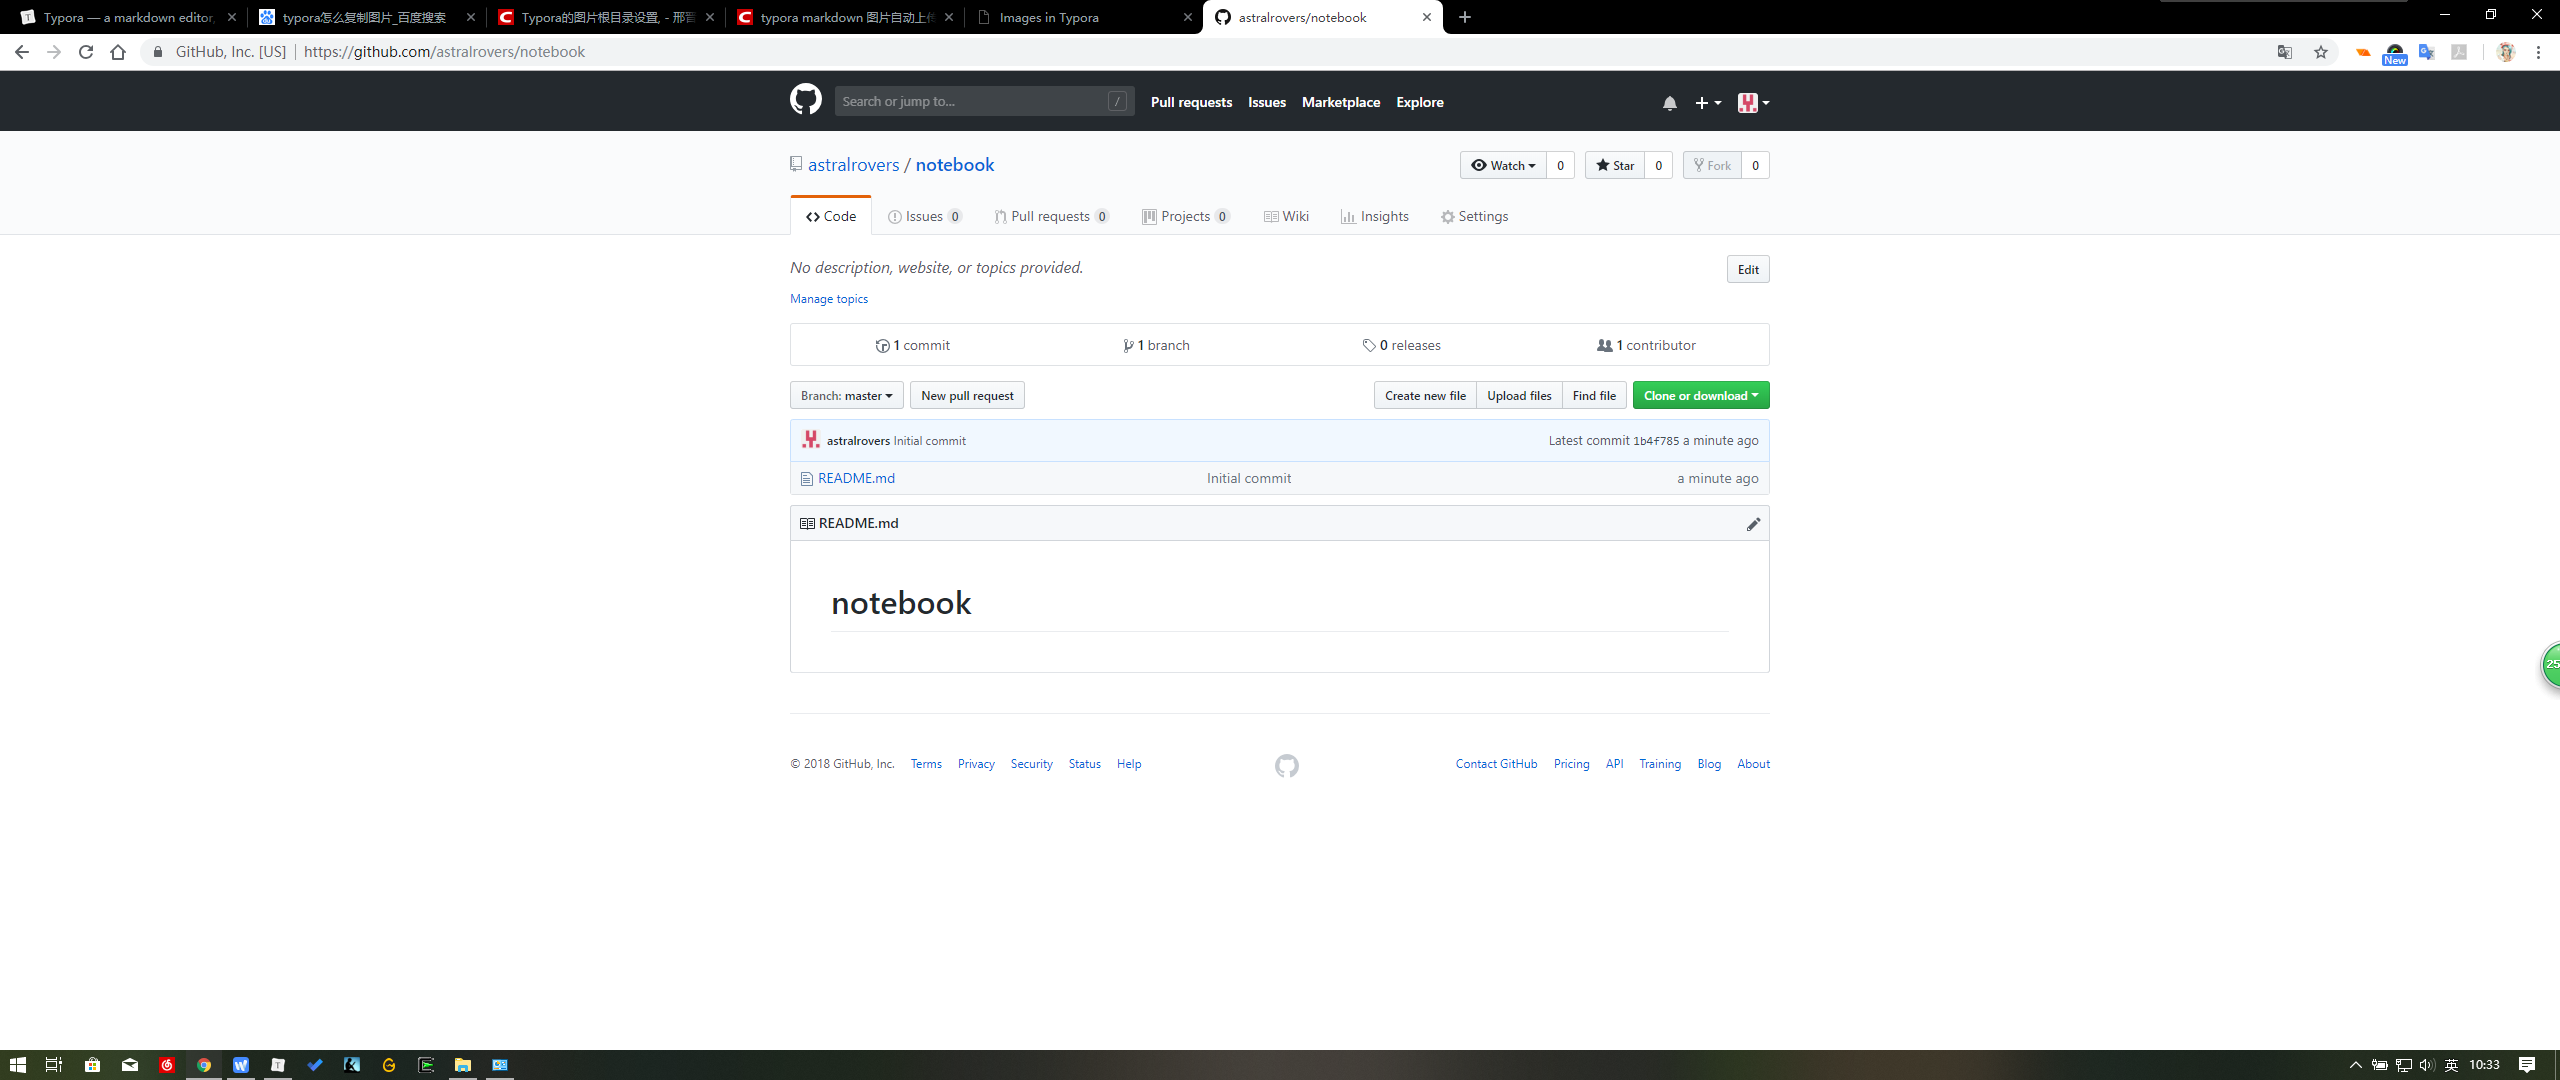 Typora — a markdown editor,
typora怎么复制图片_百度搜索
Typora的图片根目录设置, - 邢晋
typora markdown 图片自动上传
Images in Typora
astralrovers/notebook
GitHub, Inc. [US] https://github.com/astralrovers/notebook
New
Search or jump to... /
Pull requests Issues Marketplace Explore
astralrovers / notebook
Watch 0 Star 0 Fork 0
Code Issues 0 Pull requests 0 Projects 0 Wiki Insights Settings
No description, website, or topics provided.
Edit
Manage topics
1 commit 1 branch 0 releases 1 contributor
Branch: master New pull request Create new file Upload files Find file Clone or download
astralrovers Initial commit Latest commit 1b4f785 a minute ago
README.md Initial commit a minute ago
README.md
notebook
25
© 2018 GitHub, Inc. Terms Privacy Security Status Help Contact GitHub Pricing API Training Blog About
英 10:33